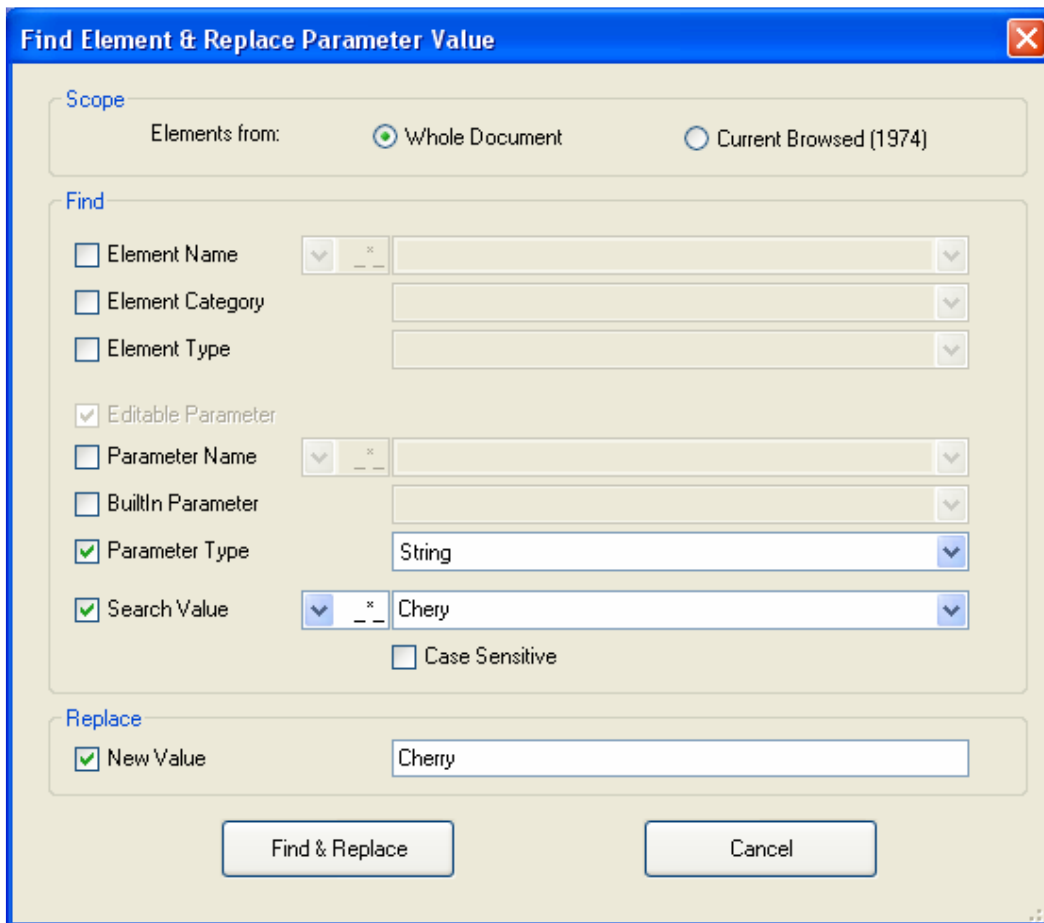 Find Element & Replace Parameter Value
Scope
Elements from: Whole Document Current Browsed (1974)
Find
Element Name _*_
Element Category
Element Type
Editable Parameter
Parameter Name _*_
BuiltIn Parameter
Parameter Type String
Search Value _*_ Chery
Case Sensitive
Replace
New Value Cherry
Find & Replace Cancel